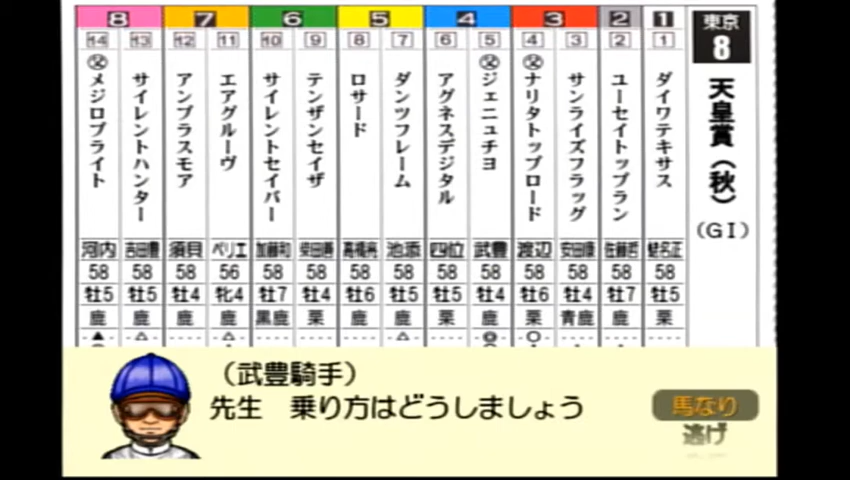 東京
8
天皇賞(秋)
(GⅠ)
1
1
ダイワテキサス
蛯名正
58
牡5
栗
2
2
ユーセイトップラン
佐藤哲
58
牡7
鹿
3
3
サンライズフラッグ
安田康
58
牡4
青鹿
4
父
ナリタトップロード
渡辺
58
牡6
栗
○
4
5
父
ジェニュチヨ
武豊
58
牡4
鹿
◎
6
アグネスデジタル
四位
58
牡5
栗
5
7
ダンツフレーム
池添
58
牡5
鹿
△
8
ロサード
高橋亮
58
牡6
鹿
6
9
テンザンセイザ
柴田善
58
牡4
栗
10
サイレントセイバー
加藤和
58
牡7
黒鹿
7
11
エアグルーヴ
ペリエ
56
牝4
鹿
△
12
アンブラスモア
須貝
58
牡4
鹿
8
13
サイレントハンター
吉田豊
58
牡5
鹿
△
14
父
メジロブライト
河内
58
牡5
鹿
▲
(武豊騎手)
先生 乗り方はどうしましょう
馬なり
逃げ